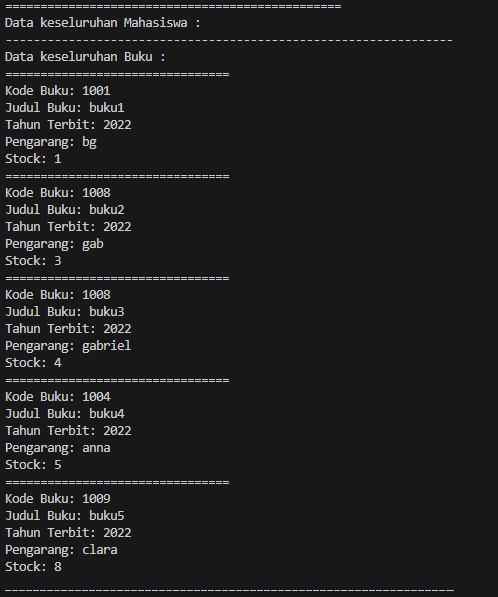 ================================================
Data keseluruhan Mahasiswa :
----------------------------------------------------------------
Data keseluruhan Buku :
================================
Kode Buku: 1001
Judul Buku: buku1
Tahun Terbit: 2022
Pengarang: bg
Stock: 1
================================
Kode Buku: 1008
Judul Buku: buku2
Tahun Terbit: 2022
Pengarang: gab
Stock: 3
================================
Kode Buku: 1008
Judul Buku: buku3
Tahun Terbit: 2022
Pengarang: gabriel
Stock: 4
================================
Kode Buku: 1004
Judul Buku: buku4
Tahun Terbit: 2022
Pengarang: anna
Stock: 5
================================
Kode Buku: 1009
Judul Buku: buku5
Tahun Terbit: 2022
Pengarang: clara
Stock: 8
----------------------------------------------------------------